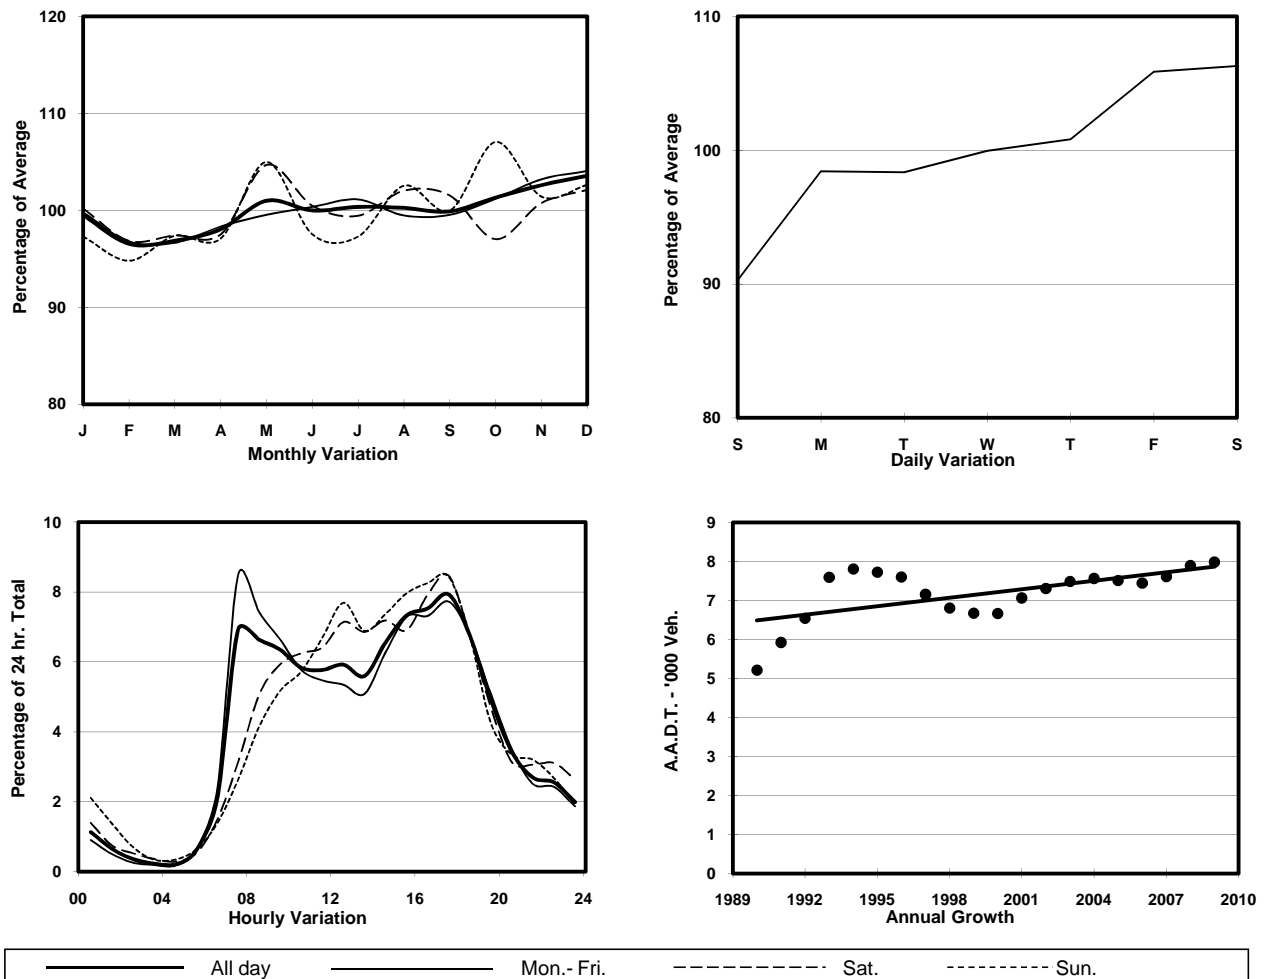 120
110
100
90
80
Percentage of Average
J F M A M J J A S O N D
Monthly Variation
110
100
90
80
Percentage of Average
S M T W T F S
Daily Variation
10
8
6
4
2
0
Percentage of 24 hr. Total
00 04 08 12 16 20 24
Hourly Variation
9
8
7
6
5
4
3
2
1
0
A.A.D.T. - '000 Veh.
1989 1992 1995 1998 2001 2004 2007 2010
Annual Growth
All day Mon.- Fri. Sat. Sun.